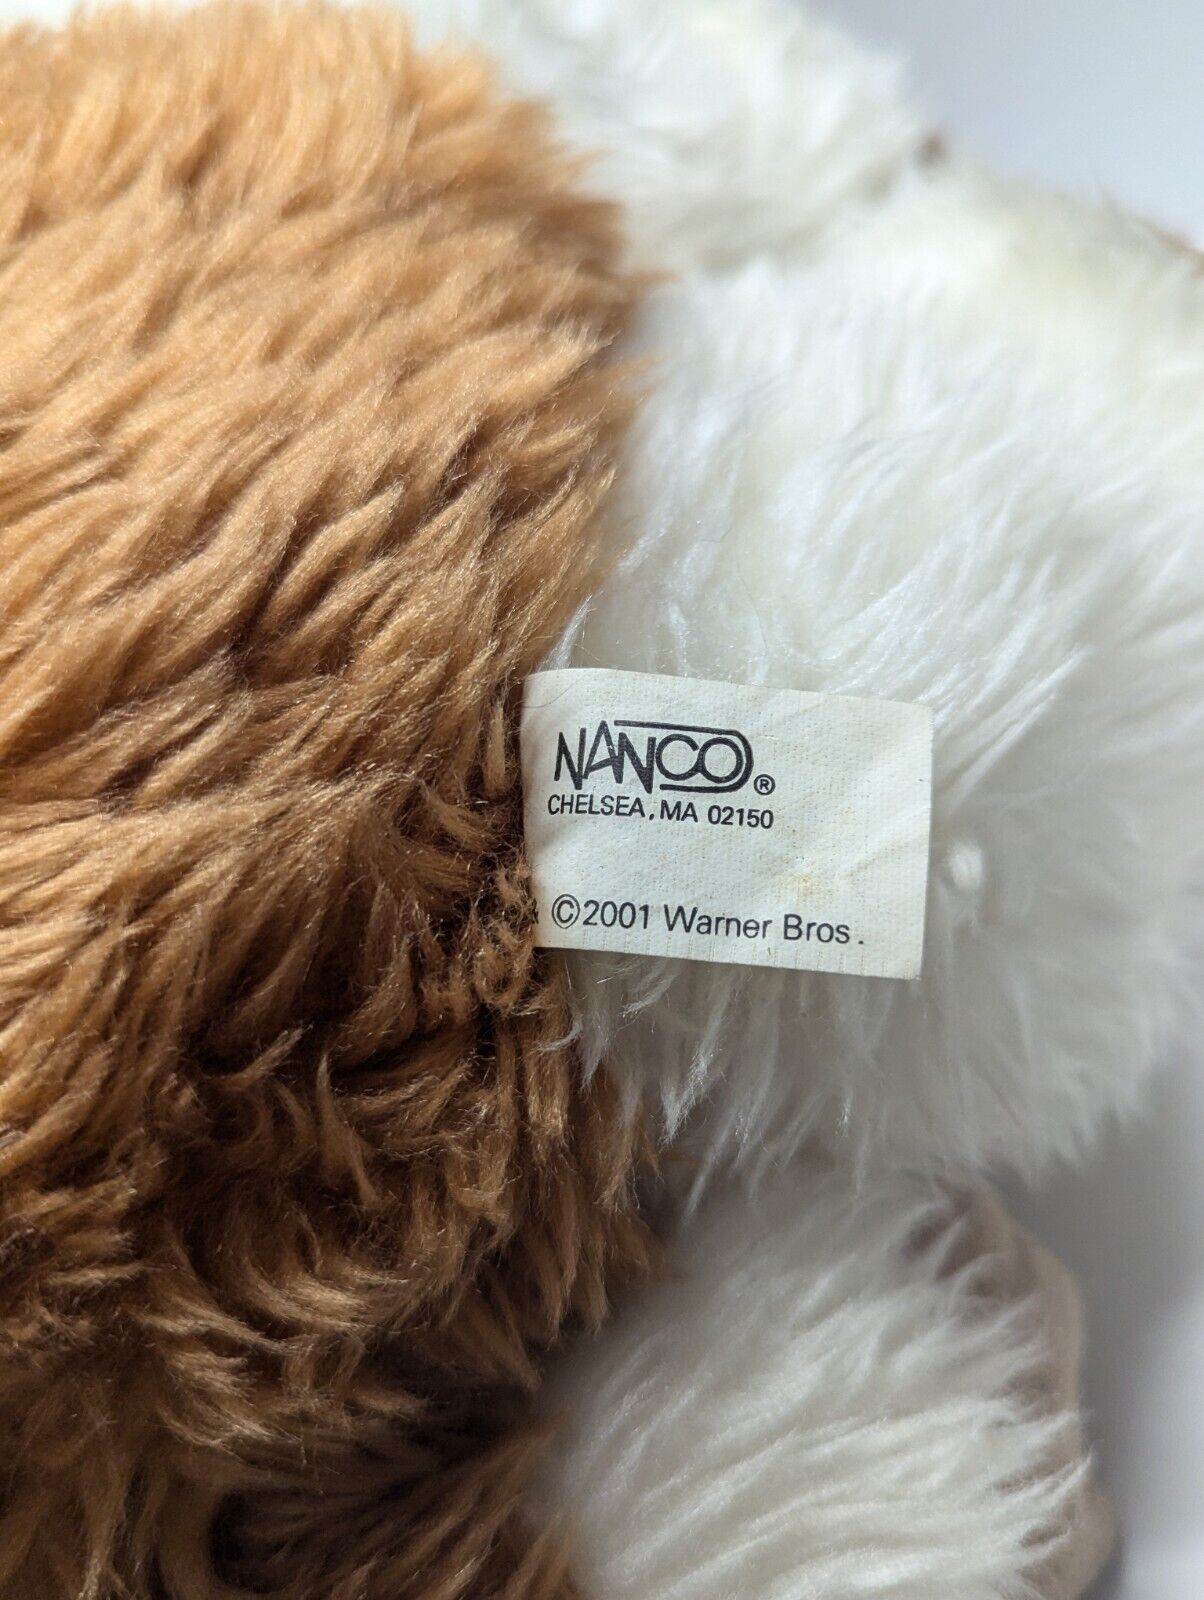 NANCO®
CHELSEA, MA 02150
& ©2001 Warner Bros.